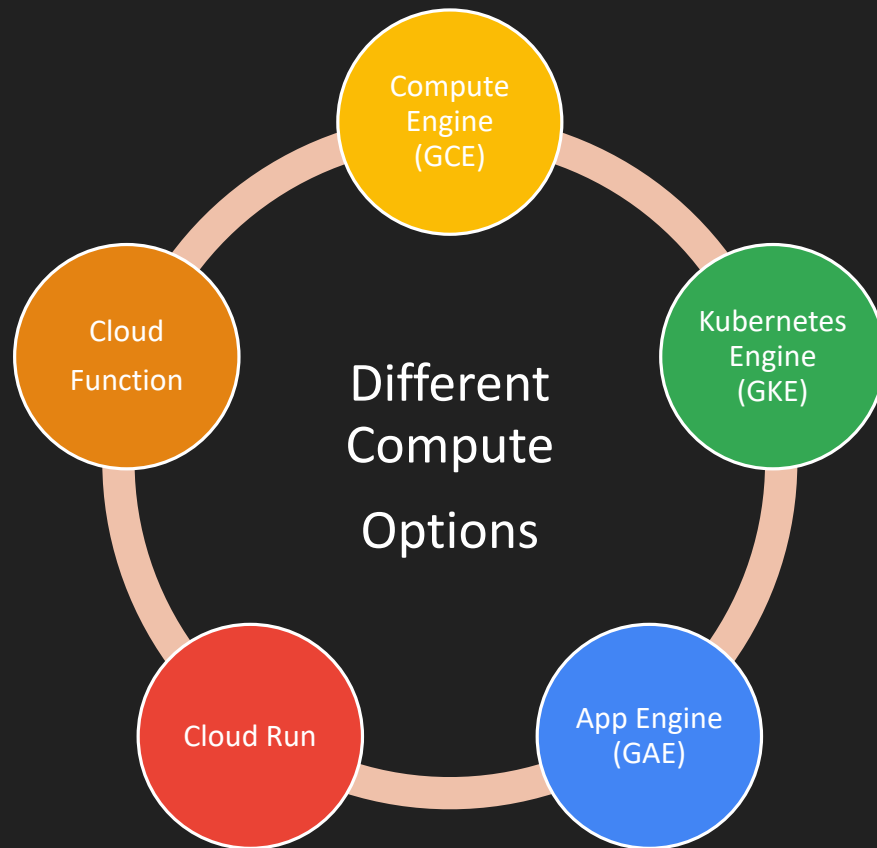 Compute
Engine
(GCE)
Kubernetes
Engine
(GKE)
App Engine
(GAE)
Cloud Run
Cloud
Function
Different
Compute
Options